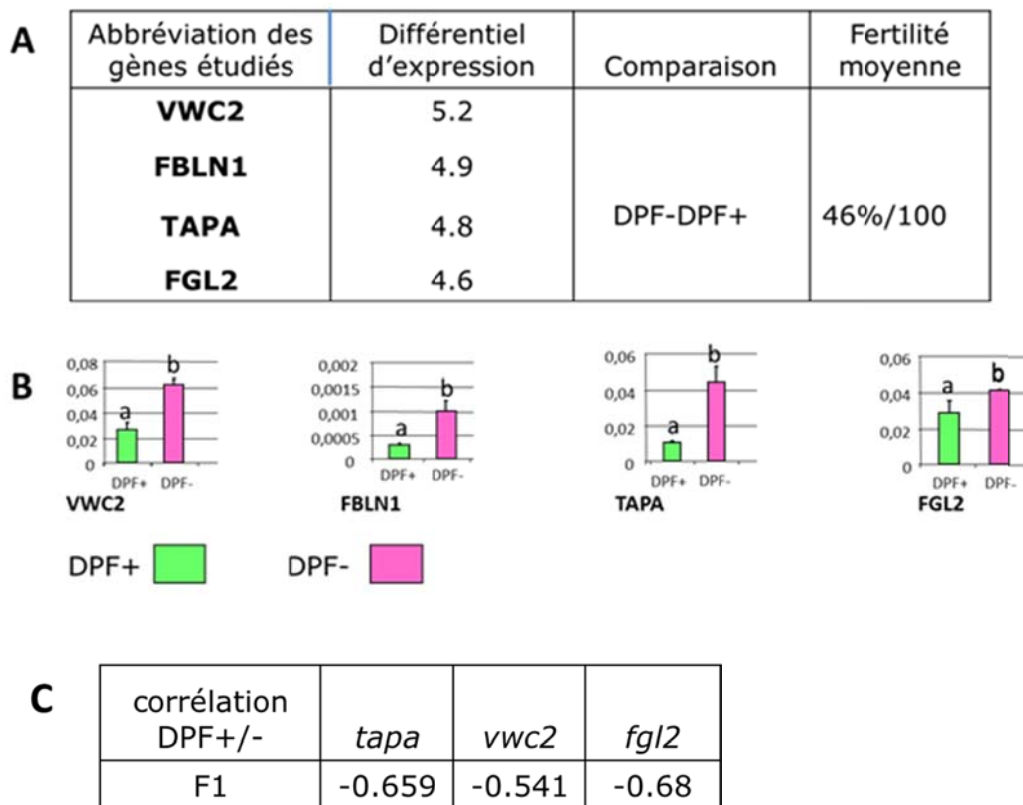 A
Abbréviation des gènes étudiés
Différentiel d'expression
Comparaison
Fertilité moyenne
VWC2 5.2
FBLN1 4.9
TAPA 4.8
FGL2 4.6
DPF-DPF+ 46%/100
B
0,08
0,06
0,04
0,02
0
a
b
DPF+ DPF-
VWC2
0,002
0,0015
0,001
0,0005
0
a
b
DPF+ DPF-
FBLN1
0,06
0,04
0,02
0
a
b
DPF+ DPF-
TAPA
0,06
0,04
0,02
0
a
b
DPF+ DPF-
FGL2
DPF+
DPF-
C
corrélation DPF+/- tapa vwc2 fgl2
F1 -0.659 -0.541 -0.68